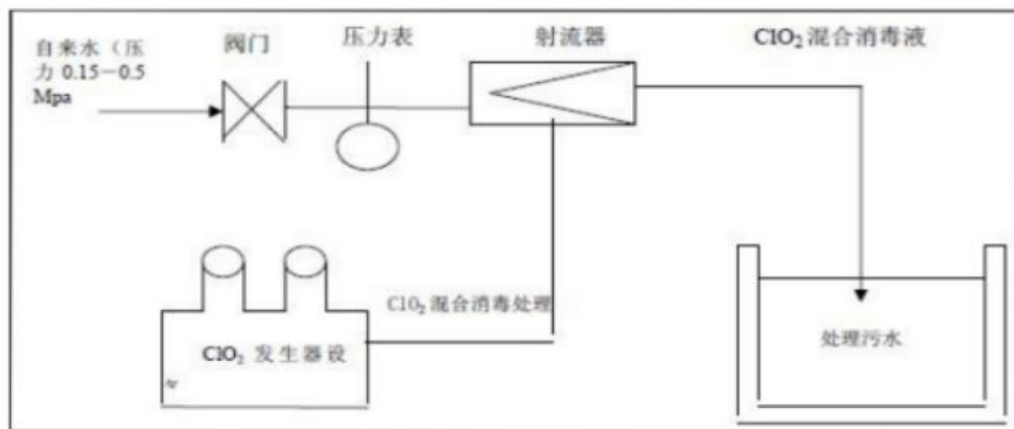 自来水（压
力 0.15－0.5
Mpa
阀门
压力表
射流器
ClO₂ 混合消毒液
ClO₂ 混合消毒处理
ClO₂ 发生器设
处理污水